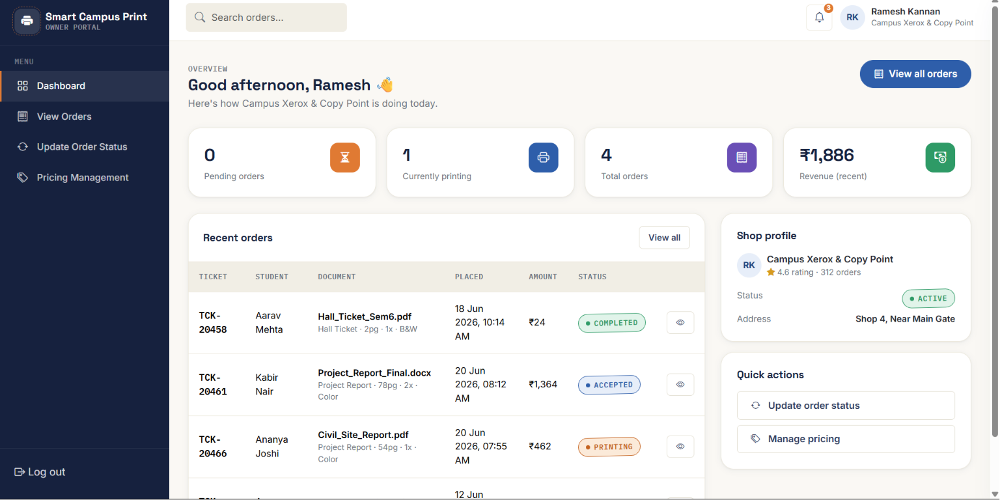 Smart Campus Print
OWNER PORTAL
MENU
Dashboard
View Orders
Update Order Status
Pricing Management
Log out
Search orders...
3
RK
Ramesh Kannan
Campus Xerox & Copy Point
OVERVIEW
Good afternoon, Ramesh 👋
Here's how Campus Xerox & Copy Point is doing today.
View all orders
0
Pending orders
1
Currently printing
4
Total orders
₹1,886
Revenue (recent)
Recent orders
View all
TICKET STUDENT DOCUMENT PLACED AMOUNT STATUS
TCK-
20458
Aarav
Mehta
Hall_Ticket_Sem6.pdf
Hall Ticket · 2pg · 1x · B&W
18 Jun
2026, 10:14
AM
₹24
COMPLETED
TCK-
20461
Kabir
Nair
Project_Report_Final.docx
Project Report · 78pg · 2x ·
Color
20 Jun
2026, 08:12
AM
₹1,364
ACCEPTED
TCK-
20466
Ananya
Joshi
Civil_Site_Report.pdf
Project Report · 54pg · 1x ·
Color
20 Jun
2026, 07:55
AM
₹462
PRINTING
12 Jun
Shop profile
RK
Campus Xerox & Copy Point
4.6 rating · 312 orders
Status
ACTIVE
Address
Shop 4, Near Main Gate
Quick actions
Update order status
Manage pricing